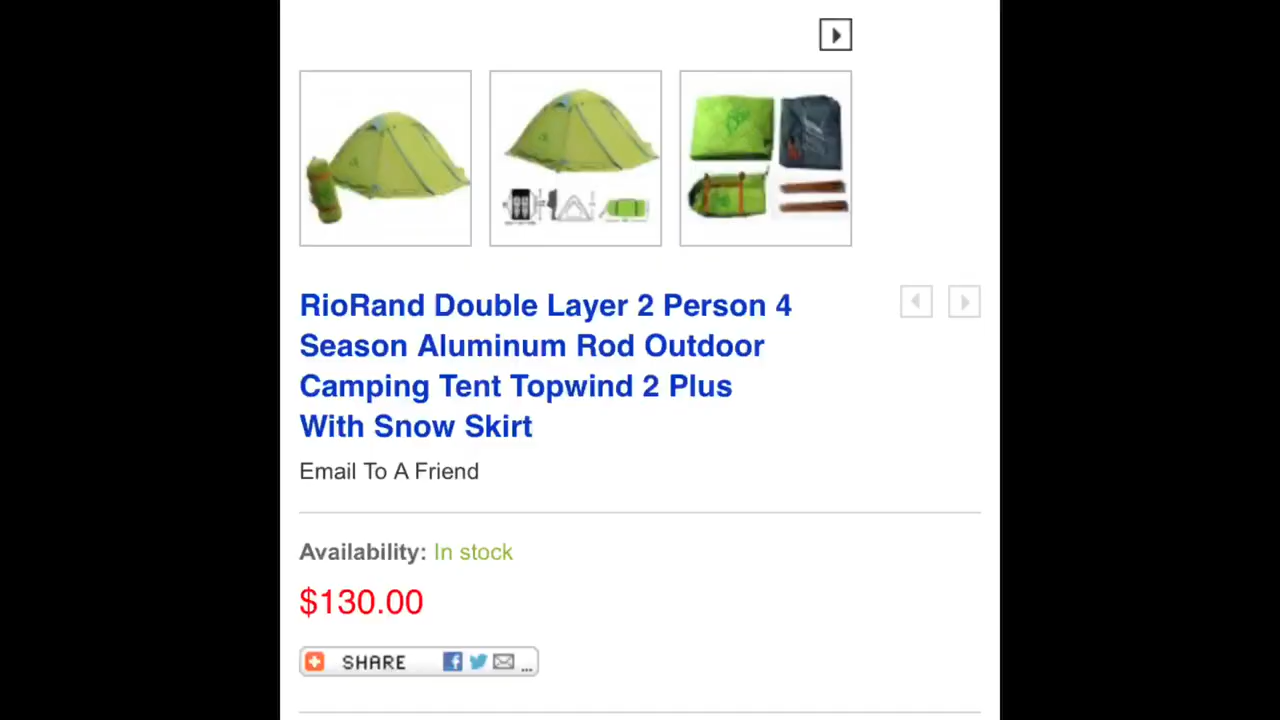 RioRand Double Layer 2 Person 4
Season Aluminum Rod Outdoor
Camping Tent Topwind 2 Plus
With Snow Skirt
Email To A Friend
Availability: In stock
$130.00
SHARE ...